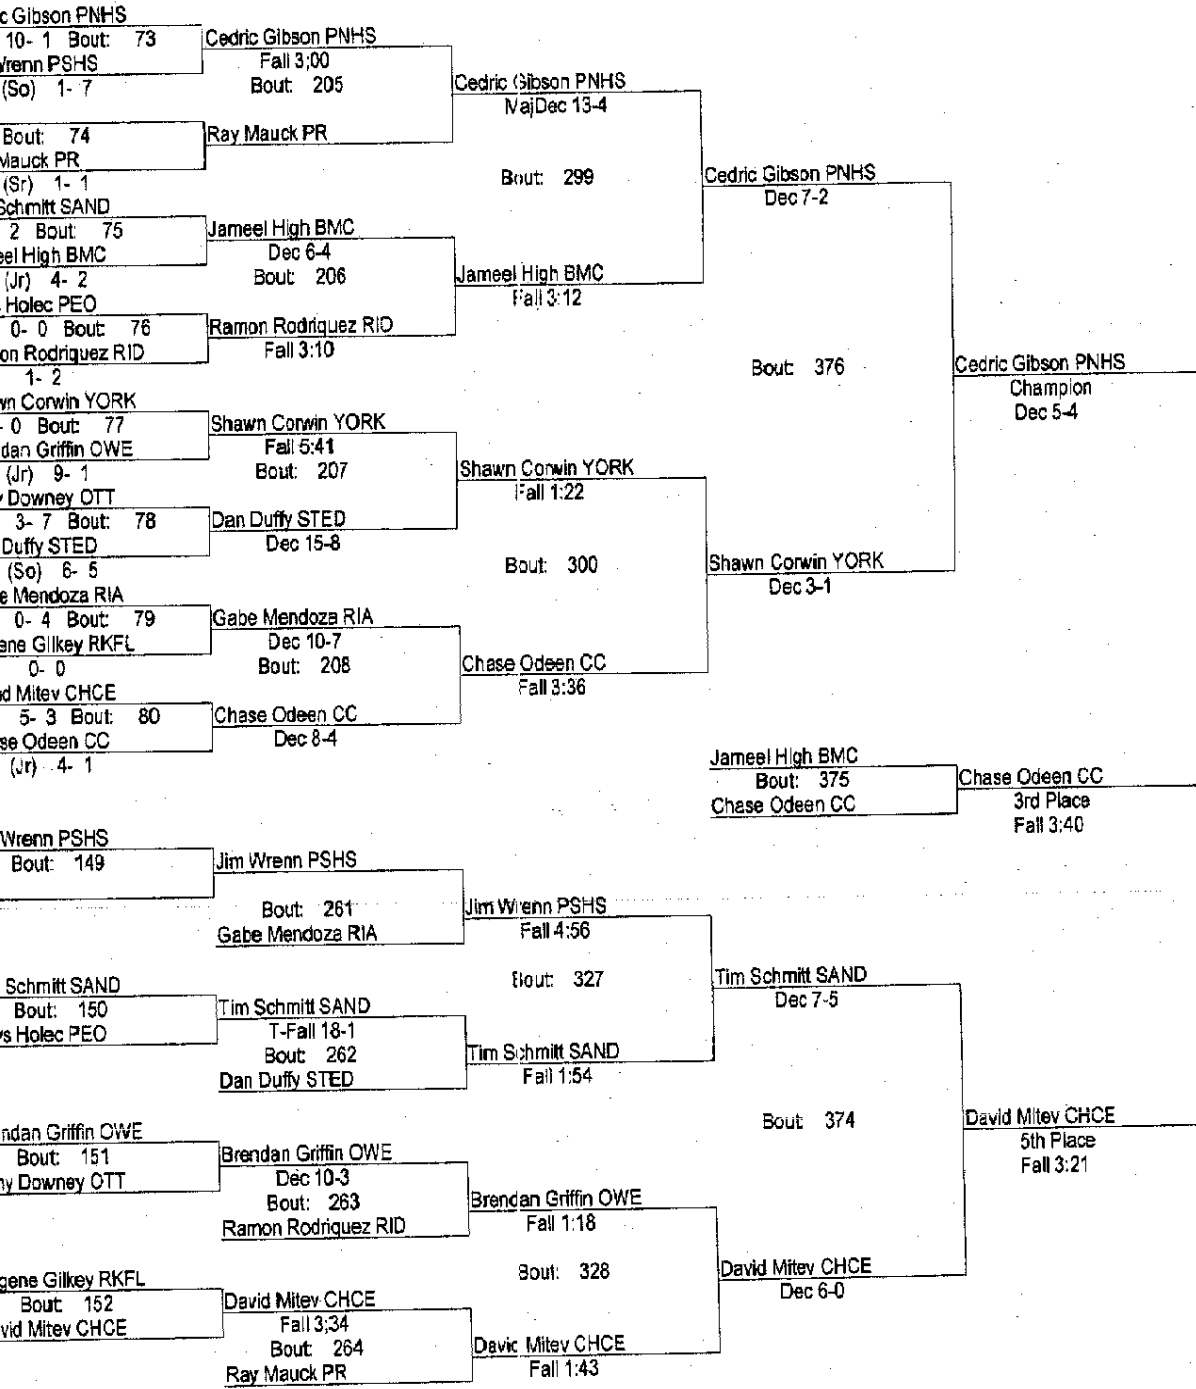 c Gibson PNHS
10- 1 Bout: 73
Wrenn PSHS
(So) 1- 7
Bout: 74
Mauck PR
(Sr) 1- 1
Schmitt SAND
2 Bout: 75
eel High BMC
(Jr) 4- 2
Holec PEO
0- 0 Bout: 76
on Rodriquez RID
1- 2
wn Corwin YORK
- 0 Bout: 77
dan Griffin OWE
(Jr) 9- 1
y Downey OTT
3- 7 Bout: 78
Duffy STED
(So) 6- 5
e Mendoza RIA
0- 4 Bout: 79
ene Gilkey RKFL
0- 0
d Mitev CHCE
5- 3 Bout: 80
se Odeen CC
(Jr) 4- 1
Cedric Gibson PNHS
Fall 3;00
Bout: 205
Ray Mauck PR
Jameel High BMC
Dec 6-4
Bout: 206
Ramon Rodriquez RID
Fall 3:10
Shawn Corwin YORK
Fall 5:41
Bout: 207
Dan Duffy STED
Dec 15-8
Gabe Mendoza RIA
Dec 10-7
Bout: 208
Chase Odeen CC
Dec 8-4
Cedric Gibson PNHS
MajDec 13-4
Bout: 299
Jameel High BMC
Fall 3:12
Shawn Corwin YORK
Fall 1:22
Bout: 300
Chase Odeen CC
Fall 3:36
Cedric Gibson PNHS
Dec 7-2
Bout: 376
Shawn Corwin YORK
Dec 3-1
Cedric Gibson PNHS
Champion
Dec 5-4
Jameel High BMC
Bout: 375
Chase Odeen CC
Chase Odeen CC
3rd Place
Fall 3:40
Wrenn PSHS
Bout: 149
Schmitt SAND
Bout: 150
ys Holec PEO
ndan Griffin OWE
Bout: 151
ny Downey OTT
gene Gilkey RKFL
Bout: 152
vid Mitev CHCE
Jim Wrenn PSHS
Bout: 261
Gabe Mendoza RIA
Tim Schmitt SAND
T-Fall 18-1
Bout: 262
Dan Duffy STED
Brendan Griffin OWE
Dec 10-3
Bout: 263
Ramon Rodriquez RID
David Mitev CHCE
Fall 3;34
Bout: 264
Ray Mauck PR
Jim Wrenn PSHS
Fall 4:56
Bout: 327
Tim Schmitt SAND
Fall 1:54
Brendan Griffin OWE
Fall 1:18
Bout: 328
David Mitev CHCE
Fall 1:43
Tim Schmitt SAND
Dec 7-5
Bout: 374
David Mitev CHCE
Dec 6-0
David Mitev CHCE
5th Place
Fall 3:21